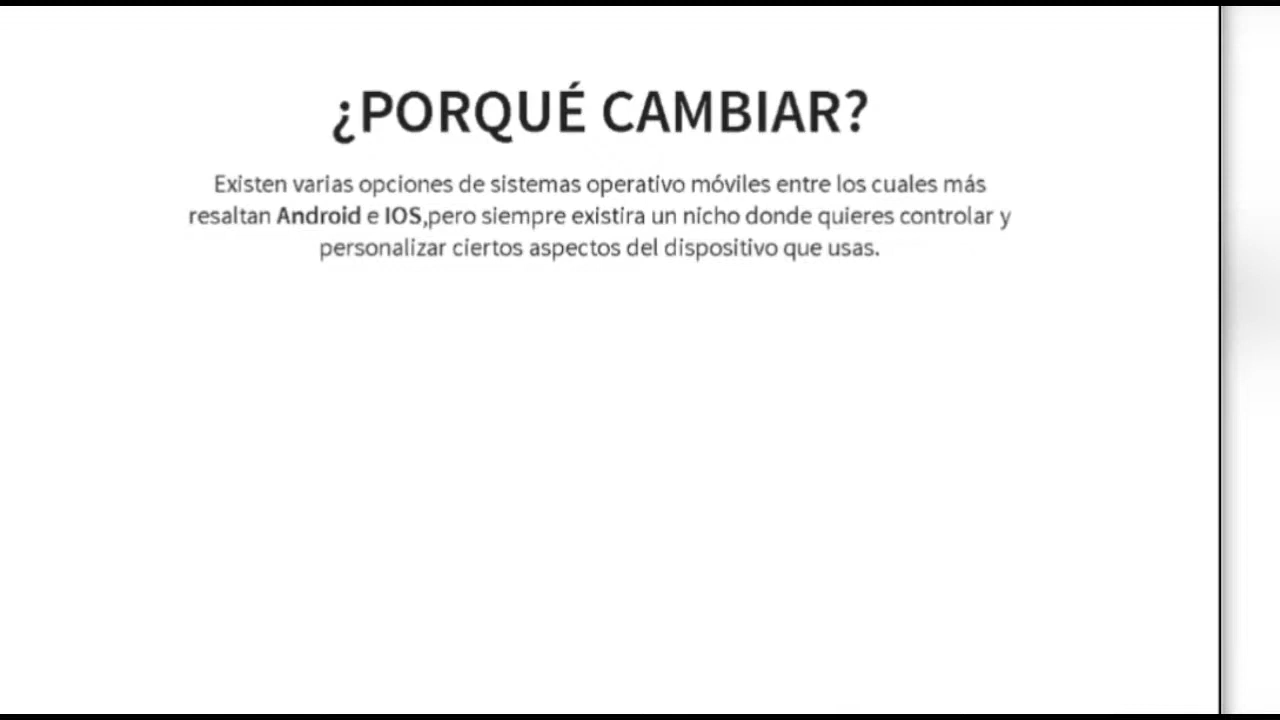 ¿PORQUÉ CAMBIAR?
Existen varias opciones de sistemas operativo móviles entre los cuales más
resaltan Android e IOS,pero siempre existira un nicho donde quieres controlar y
personalizar ciertos aspectos del dispositivo que usas.